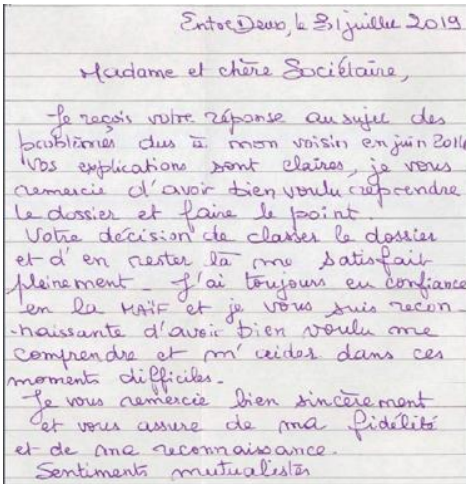 EntreDeux, le 31 juillet 2019
Madame et chère Sociétaire,
Je reçois votre réponse au sujet des
problèmes dus à mon voisin en juin 2014
Vos explications sont claires, je vous
remercie d'avoir bien voulu reprendre
le dossier et faire le point.
Votre décision de classer le dossier
et d'en rester là me satisfait
pleinement. J'ai toujours eu confiance
en la MAÏF et je vous suis recon-
-naissante d'avoir bien voulu me
comprendre et m'aider dans ces
moments difficiles.
Je vous remercie bien sincèrement
et vous assure de ma fidélité
et de ma reconnaissance.
Sentiments mutualistes